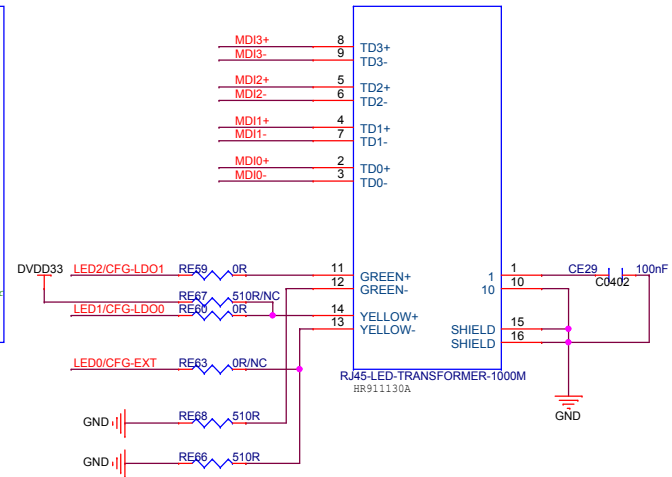 MDI3+ 8 TD3+
MDI3- 9 TD3-
MDI2+ 5 TD2+
MDI2- 6 TD2-
MDI1+ 4 TD1+
MDI1- 7 TD1-
MDI0+ 2 TD0+
MDI0- 3 TD0-
DVDD33 LED2/CFG-LDO1 RE59 0R 11 GREEN+ 1 1 CE29 100nF
C0402
12 GREEN- 10 10
RE67 510R/NC
LED1/CFG-LDO0 RE60 0R 14 YELLOW+
13 YELLOW- SHIELD 15
SHIELD 16
LED0/CFG-EXT RE63 0R/NC
RJ45-LED-TRANSFORMER-1000M
HR911130A
GND RE68 510R GND
GND RE66 510R